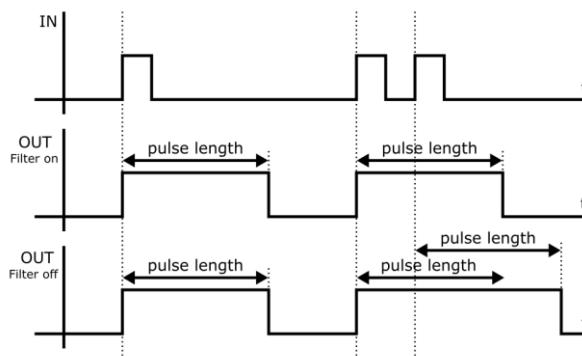 IN
OUT
Filter on
pulse length
pulse length
pulse length
OUT
Filter off
pulse length
pulse length